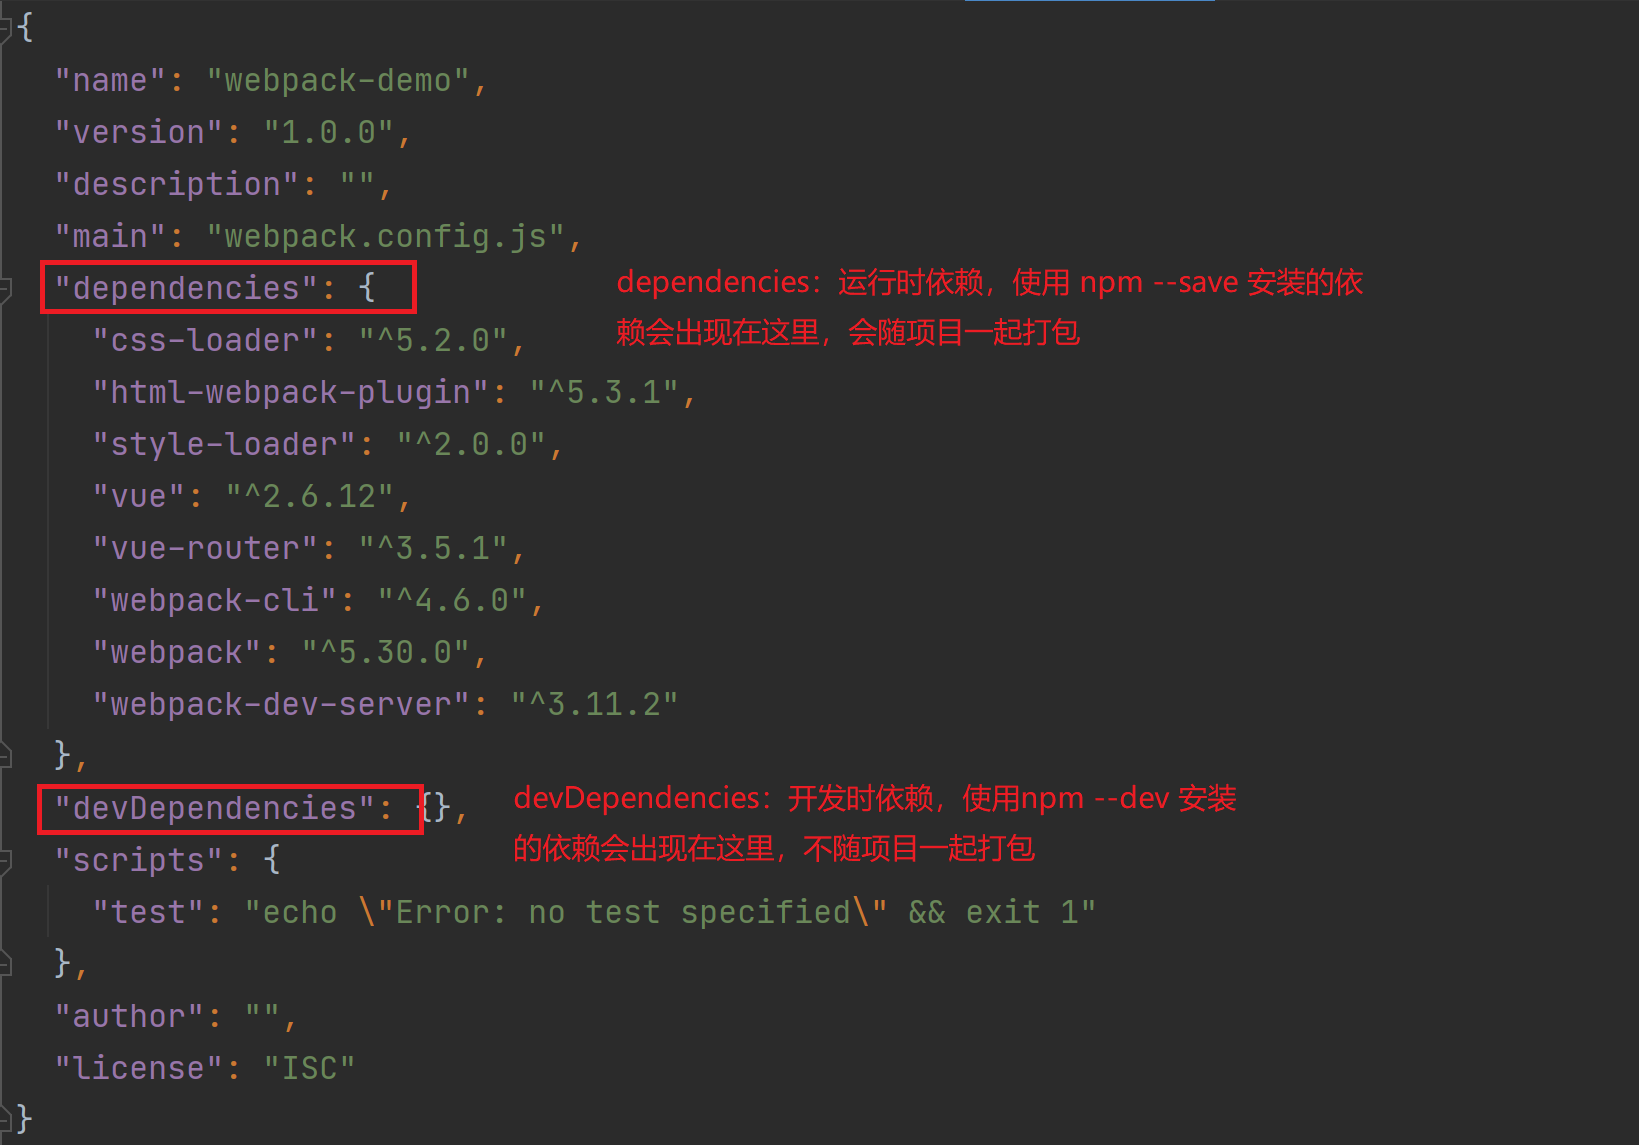 {
"name": "webpack-demo",
"version": "1.0.0",
"description": "",
"main": "webpack.config.js",
"dependencies": {
dependencies：运行时依赖，使用 npm --save 安装的依
赖会出现在这里，会随项目一起打包
"css-loader": "^5.2.0",
"html-webpack-plugin": "^5.3.1",
"style-loader": "^2.0.0",
"vue": "^2.6.12",
"vue-router": "^3.5.1",
"webpack-cli": "^4.6.0",
"webpack": "^5.30.0",
"webpack-dev-server": "^3.11.2"
},
"devDependencies": {},
devDependencies：开发时依赖，使用npm --dev 安装
的依赖会出现在这里，不随项目一起打包
"scripts": {
"test": "echo \"Error: no test specified\" && exit 1"
},
"author": "",
"license": "ISC"
}